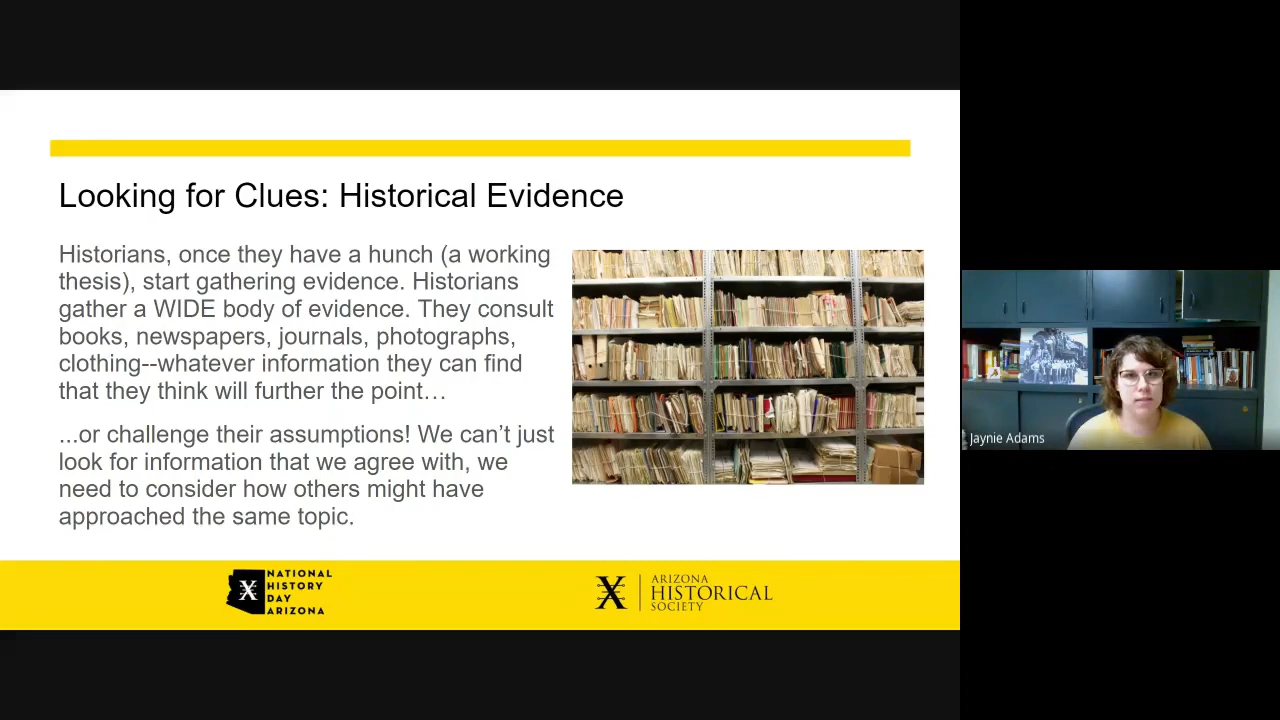 Looking for Clues: Historical Evidence
Historians, once they have a hunch (a working
thesis), start gathering evidence. Historians
gather a WIDE body of evidence. They consult
books, newspapers, journals, photographs,
clothing--whatever information they can find
that they think will further the point…
...or challenge their assumptions! We can’t just
look for information that we agree with, we
need to consider how others might have
approached the same topic.
NATIONAL
HISTORY
DAY
ARIZONA
ARIZONA
HISTORICAL
SOCIETY
Jaynie Adams